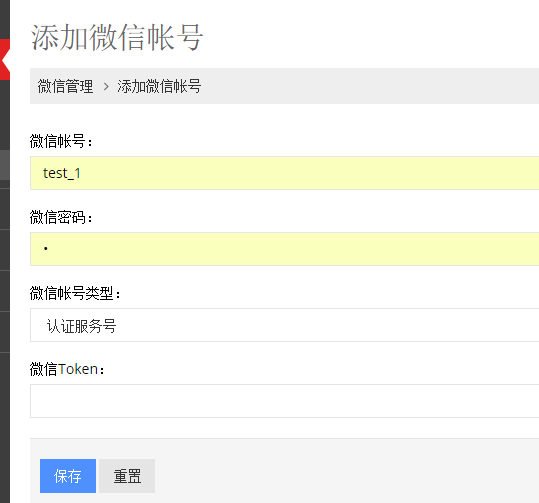 添加微信帐号
微信管理 > 添加微信帐号
微信帐号：
test_1
微信密码：
•
微信帐号类型：
认证服务号
微信Token：
保存 重置